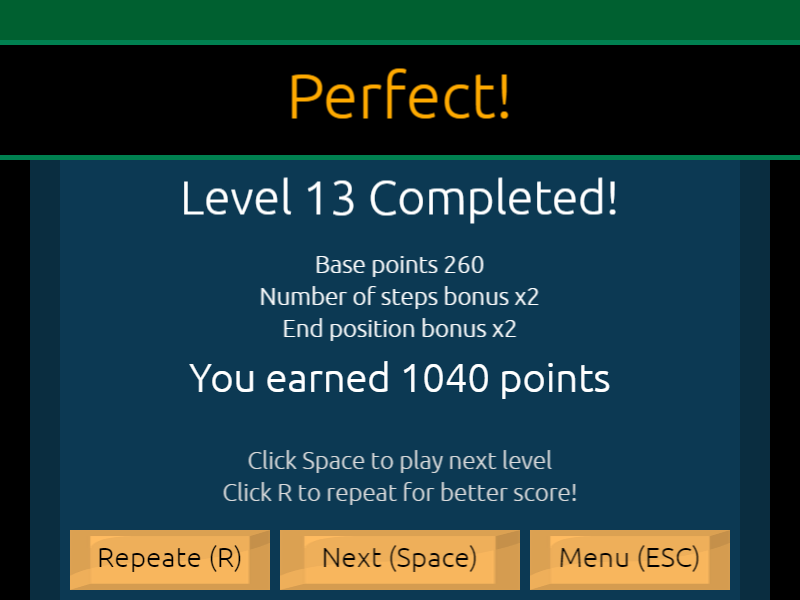 Perfect!
Level 13 Completed!
Base points 260
Number of steps bonus x2
End position bonus x2
You earned 1040 points
Click Space to play next level
Click R to repeat for better score!
Repeate (R)
Next (Space)
Menu (ESC)